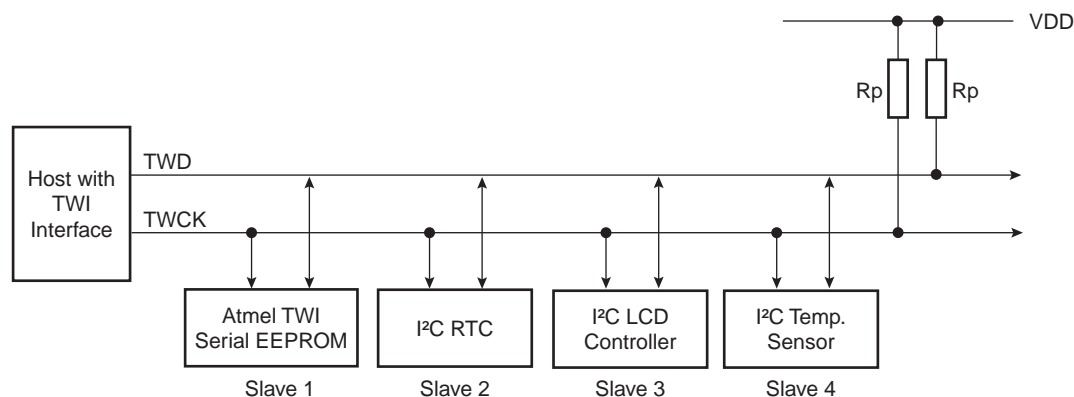 VDD
Rp
Rp
Host with
TWI
Interface
TWD
TWCK
Atmel TWI
Serial EEPROM
I²C RTC
I²C LCD
Controller
I²C Temp.
Sensor
Slave 1
Slave 2
Slave 3
Slave 4